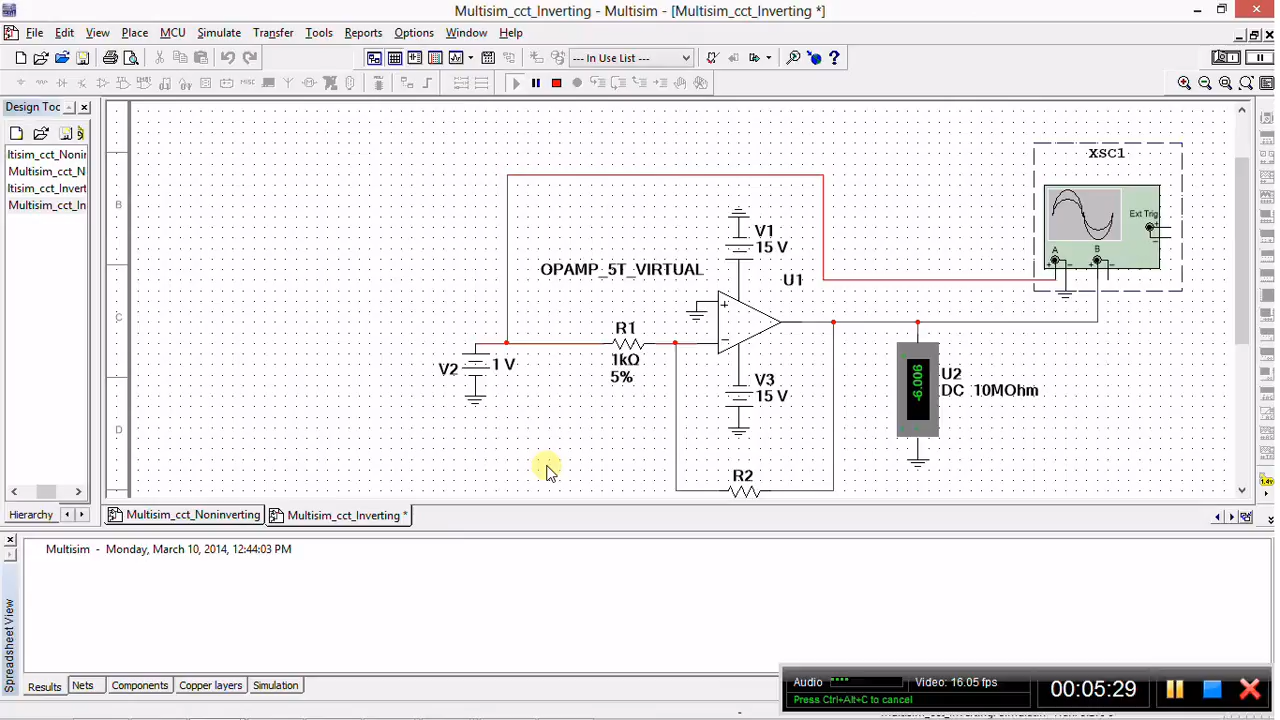 Multisim_cct_Inverting - Multisim - [Multisim_cct_Inverting *]
File Edit View Place MCU Simulate Transfer Tools Reports Options Window Help
--- In Use List ---
Design Toc
ltisim_cct_Nonir
Multisim_cct_N
ltisim_cct_Invert
Multisim_cct_In
Hierarchy
B
C
D
XSC1
Ext Trig
A
B
V1
15 V
OPAMP_5T_VIRTUAL
U1
R1
1kΩ
5%
V2
1 V
V3
15 V
-6.006
U2
DC 10MOhm
R2
1.4v
Multisim_cct_Noninverting
Multisim_cct_Inverting *
Multisim - Monday, March 10, 2014, 12:44:03 PM
Spreadsheet View
Results Nets Components Copper layers Simulation
Audio
Video: 16.05 fps
Press Ctrl+Alt+C to cancel
00:05:29